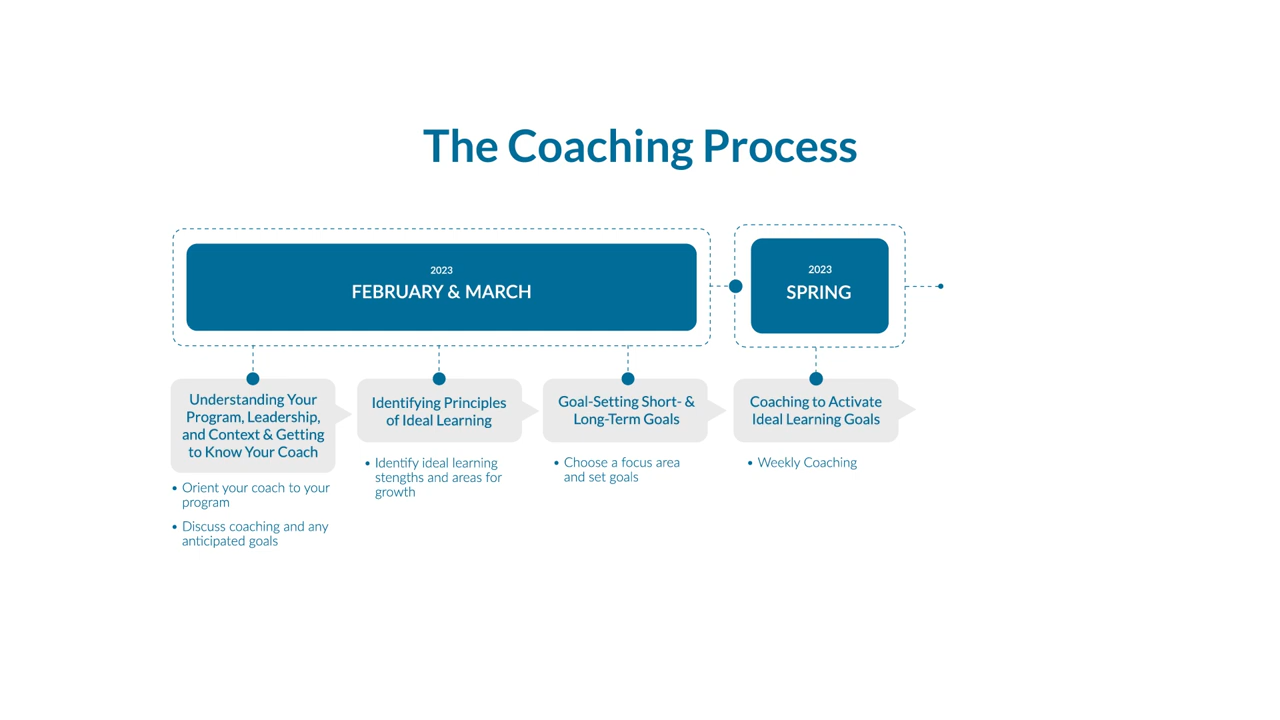 The Coaching Process
2023
FEBRUARY & MARCH
2023
SPRING
Understanding Your
Program, Leadership,
and Context & Getting
to Know Your Coach
• Orient your coach to your
program
• Discuss coaching and any
anticipated goals
Identifying Principles
of Ideal Learning
• Identify ideal learning
stengths and areas for
growth
Goal-Setting Short- &
Long-Term Goals
• Choose a focus area
and set goals
Coaching to Activate
Ideal Learning Goals
• Weekly Coaching